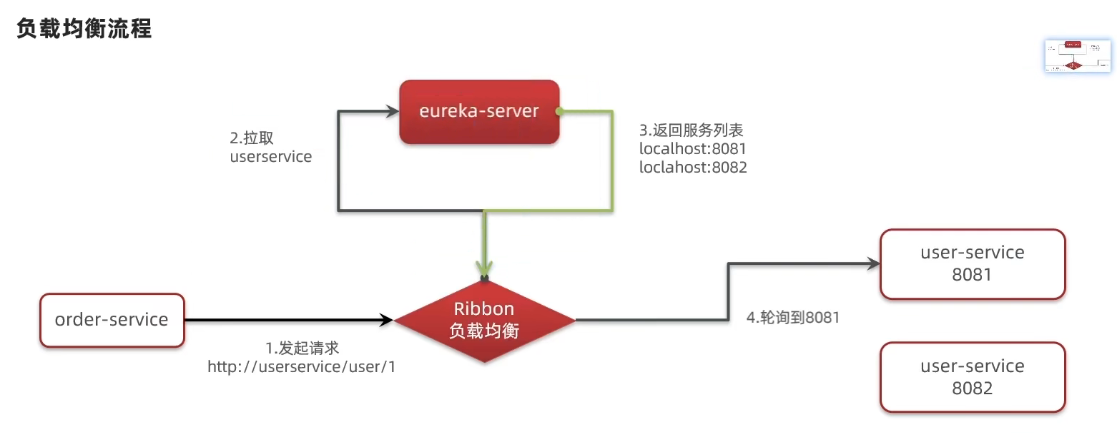 负载均衡流程
eureka-server
2.拉取
userservice
3.返回服务列表
localhost:8081
loclahost:8082
user-service
8081
order-service
Ribbon
负载均衡
4.轮询到8081
1.发起请求
http://userservice/user/1
user-service
8082